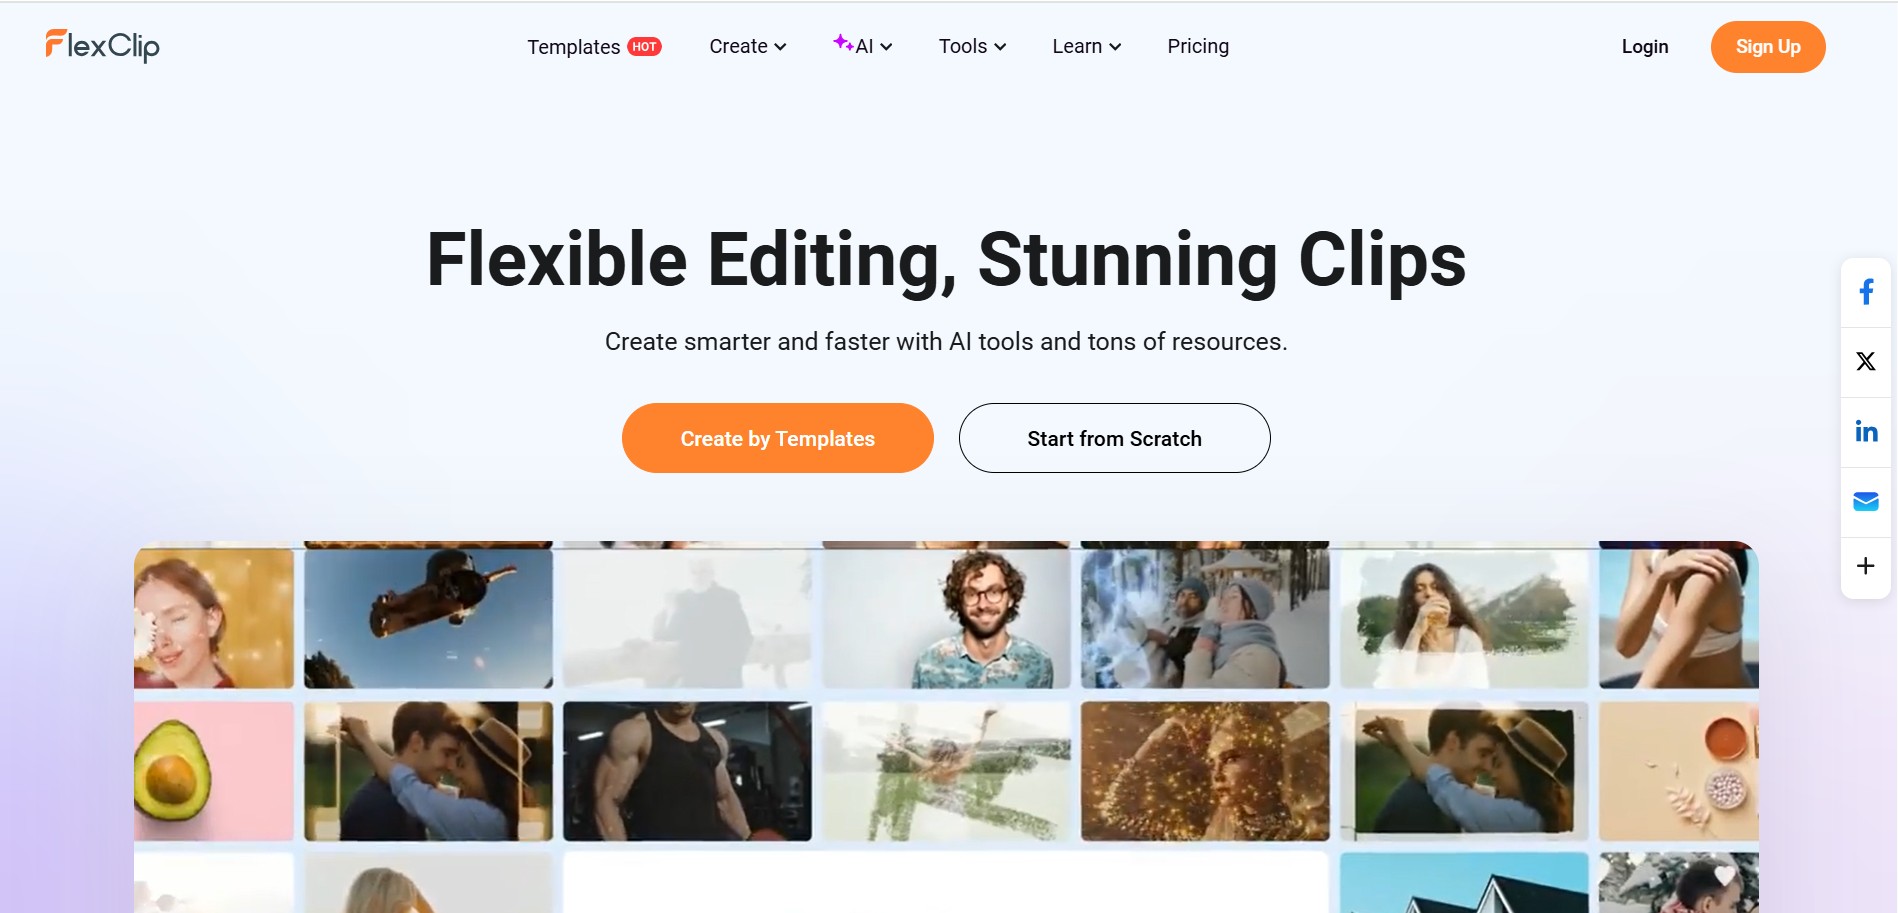 FlexClip
Templates HOT
Create
AI
Tools
Learn
Pricing
Login
Sign Up
Flexible Editing, Stunning Clips
Create smarter and faster with AI tools and tons of resources.
Create by Templates
Start from Scratch